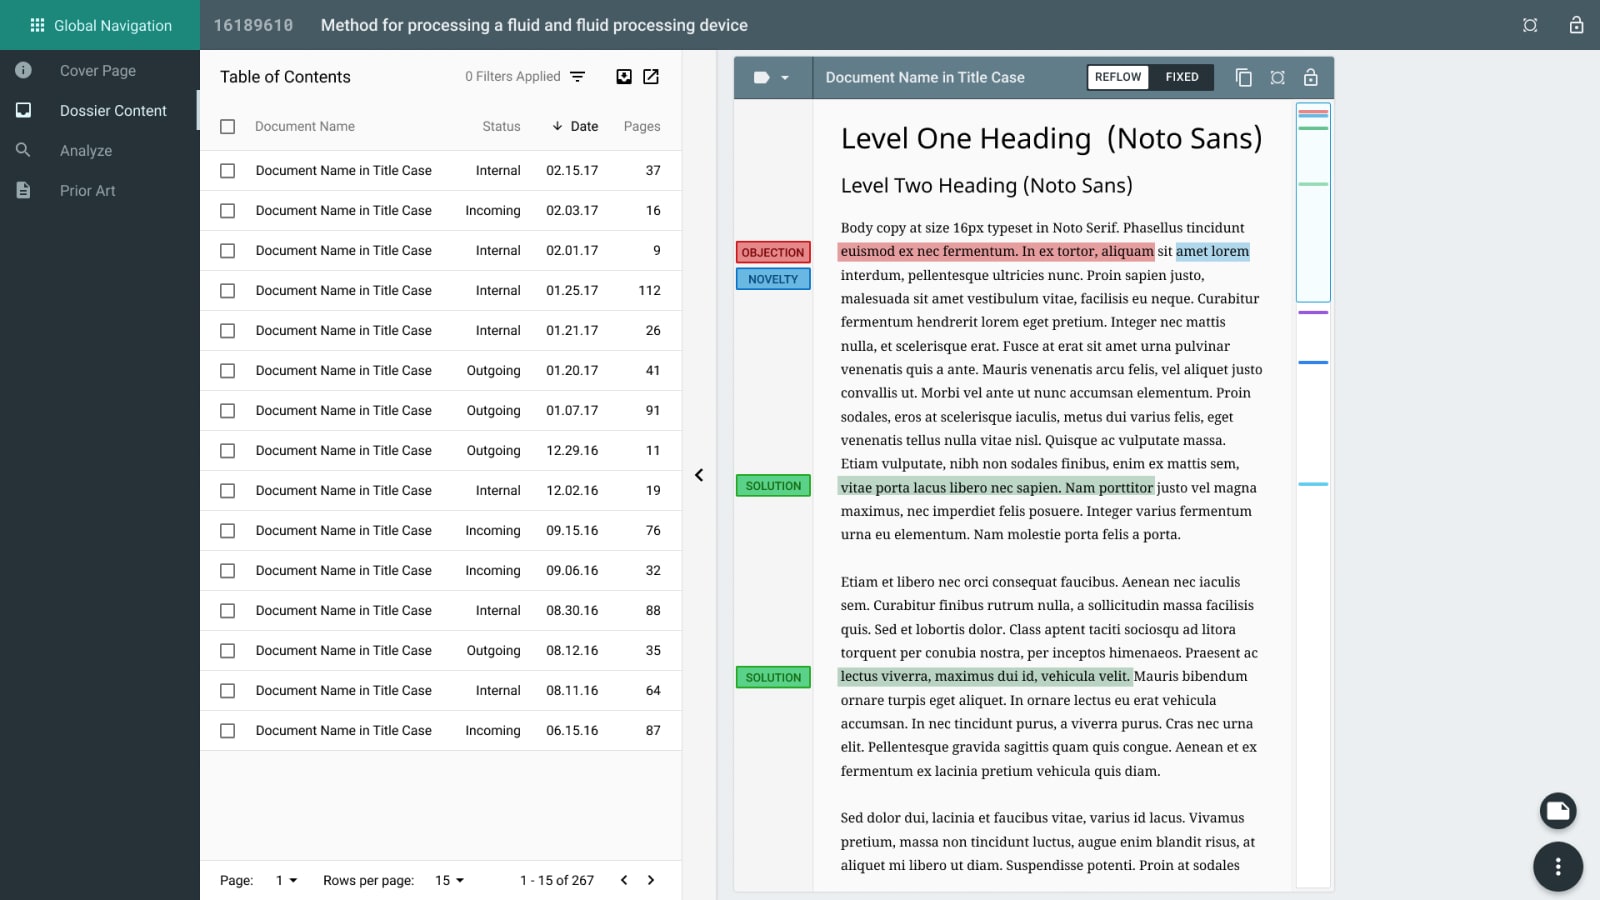 Global Navigation
16189610 Method for processing a fluid and fluid processing device
Cover Page
Dossier Content
Analyze
Prior Art
Table of Contents 0 Filters Applied
Document Name Status Date Pages
Document Name in Title Case Internal 02.15.17 37
Document Name in Title Case Incoming 02.03.17 16
Document Name in Title Case Internal 02.01.17 9
Document Name in Title Case Internal 01.25.17 112
Document Name in Title Case Internal 01.21.17 26
Document Name in Title Case Outgoing 01.20.17 41
Document Name in Title Case Outgoing 01.07.17 91
Document Name in Title Case Outgoing 12.29.16 11
Document Name in Title Case Internal 12.02.16 19
Document Name in Title Case Incoming 09.15.16 76
Document Name in Title Case Incoming 09.06.16 32
Document Name in Title Case Internal 08.30.16 88
Document Name in Title Case Outgoing 08.12.16 35
Document Name in Title Case Internal 08.11.16 64
Document Name in Title Case Incoming 06.15.16 87
Page: 1 Rows per page: 15 1 - 15 of 267
Document Name in Title Case REFLOW FIXED
Level One Heading (Noto Sans)
Level Two Heading (Noto Sans)
Body copy at size 16px typeset in Noto Serif. Phasellus tincidunt
OBJECTION euismod ex nec fermentum. In ex tortor, aliquam sit amet lorem
NOVELTY interdum, pellentesque ultricies nunc. Proin sapien justo,
malesuada sit amet vestibulum vitae, facilisis eu neque. Curabitur
fermentum hendrerit lorem eget pretium. Integer nec mattis
nulla, et scelerisque erat. Fusce at erat sit amet urna pulvinar
venenatis quis a ante. Mauris venenatis arcu felis, vel aliquet justo
convallis ut. Morbi vel ante ut nunc accumsan elementum. Proin
sodales, eros at scelerisque iaculis, metus dui varius felis, eget
venenatis tellus nulla vitae nisl. Quisque ac vulputate massa.
Etiam vulputate, nibh non sodales finibus, enim ex mattis sem,
SOLUTION vitae porta lacus libero nec sapien. Nam porttitor justo vel magna
maximus, nec imperdiet felis posuere. Integer varius fermentum
urna eu elementum. Nam molestie porta felis a porta.
Etiam et libero nec orci consequat faucibus. Aenean nec iaculis
sem. Curabitur finibus rutrum nulla, a sollicitudin massa facilisis
quis. Sed et lobortis dolor. Class aptent taciti sociosqu ad litora
torquent per conubia nostra, per inceptos himenaeos. Praesent ac
SOLUTION lectus viverra, maximus dui id, vehicula velit. Mauris bibendum
ornare turpis eget aliquet. In ornare lectus eu erat vehicula
accumsan. In nec tincidunt purus, a viverra purus. Cras nec urna
elit. Pellentesque gravida sagittis quam quis congue. Aenean et ex
fermentum ex lacinia pretium vehicula quis diam.
Sed dolor dui, lacinia et faucibus vitae, varius id lacus. Vivamus
pretium, massa non tincidunt luctus, augue enim blandit risus, at
aliquet mi libero ut diam. Suspendisse potenti. Proin at sodales